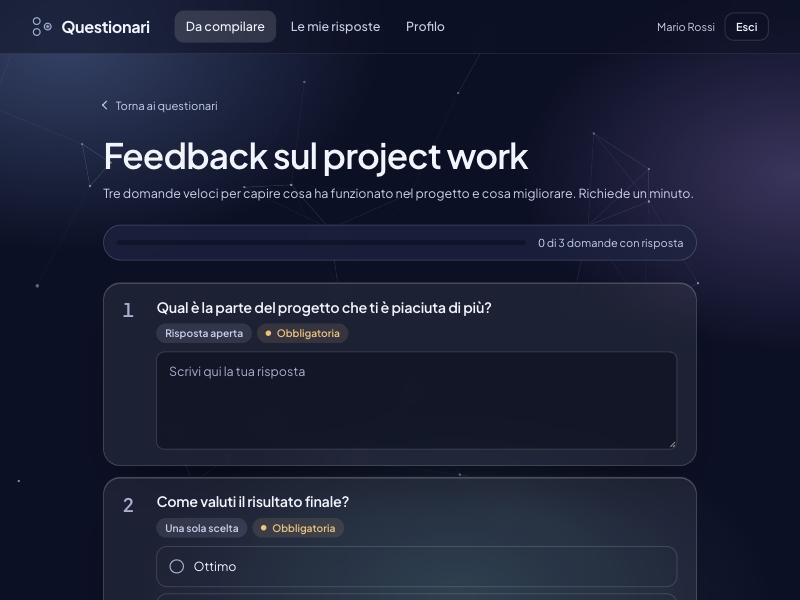 Questionari
Da compilare
Le mie risposte
Profilo
Mario Rossi
Esci
Torna ai questionari
Feedback sul project work
Tre domande veloci per capire cosa ha funzionato nel progetto e cosa migliorare. Richiede un minuto.
0 di 3 domande con risposta
1
Qual è la parte del progetto che ti è piaciuta di più?
Risposta aperta
Obbligatoria
Scrivi qui la tua risposta
2
Come valuti il risultato finale?
Una sola scelta
Obbligatoria
Ottimo